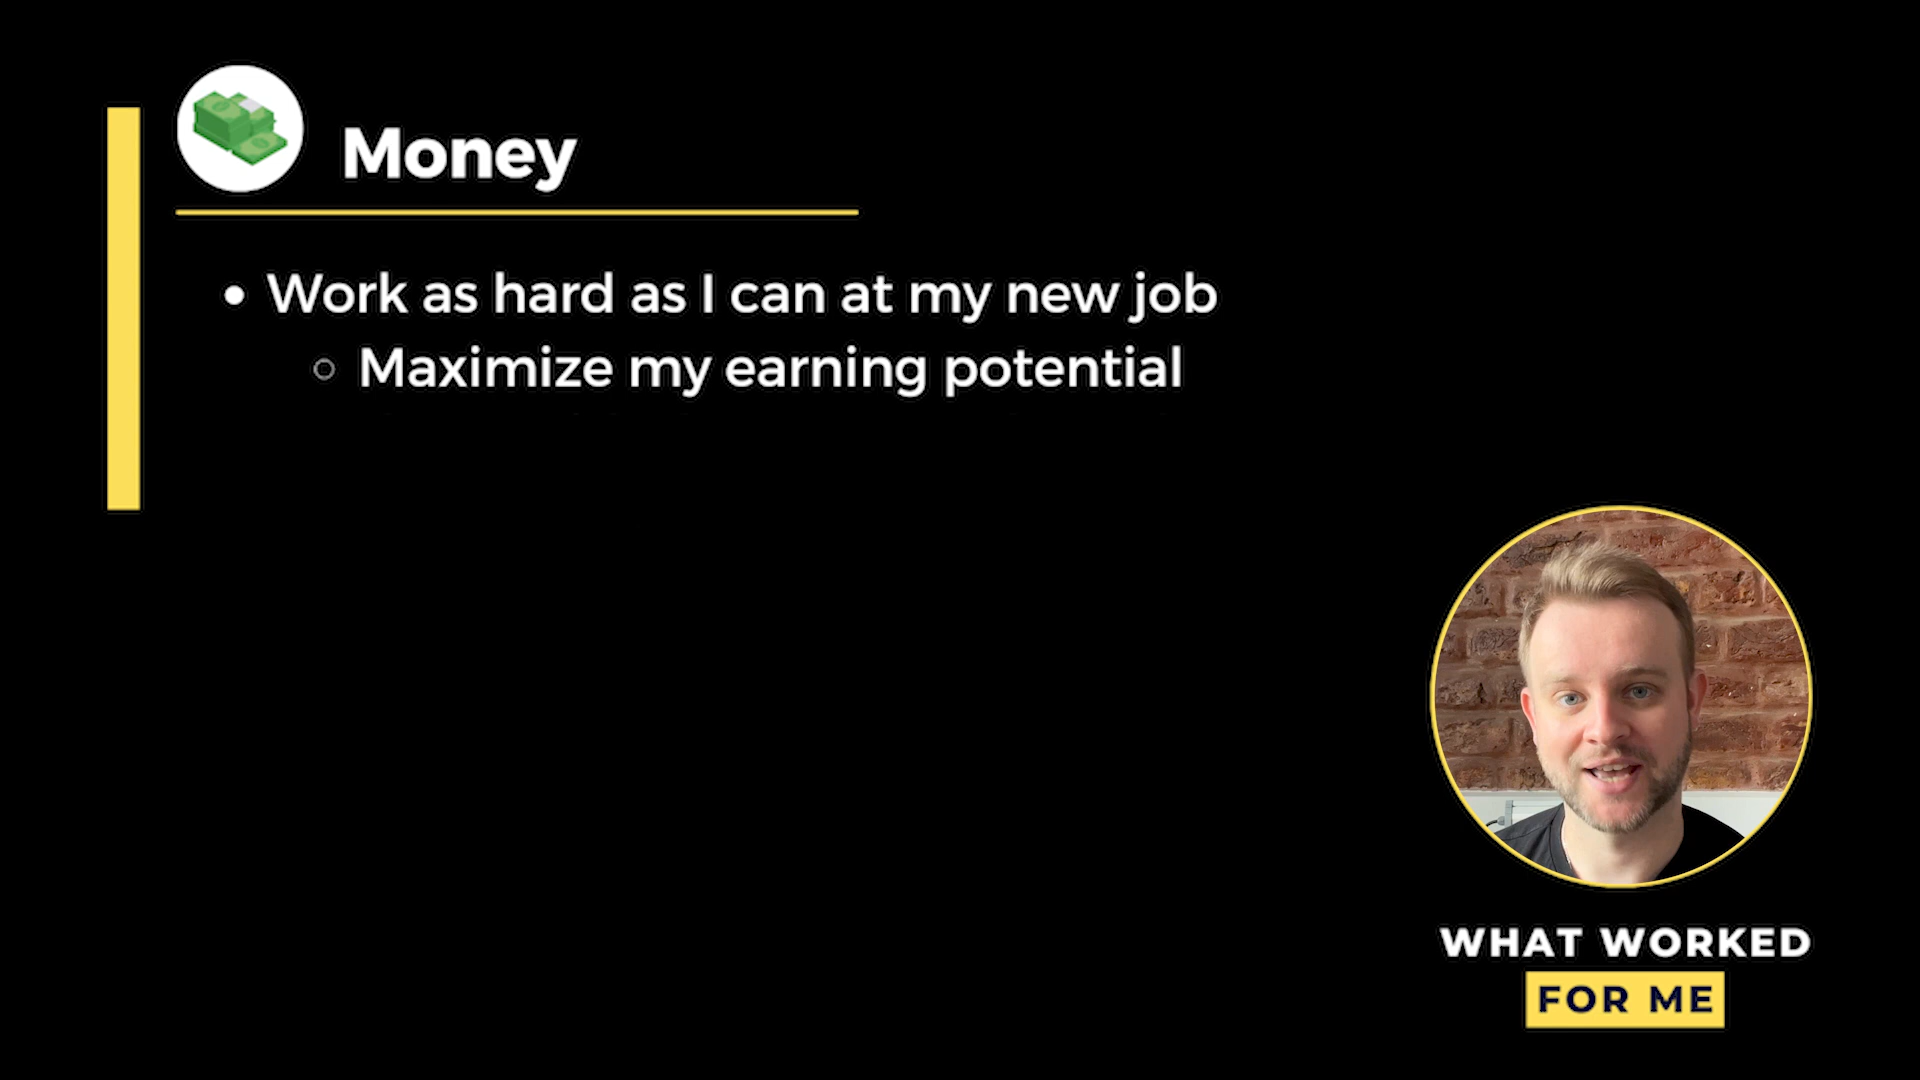 Money
Work as hard as I can at my new job
Maximize my earning potential
WHAT WORKED
FOR ME